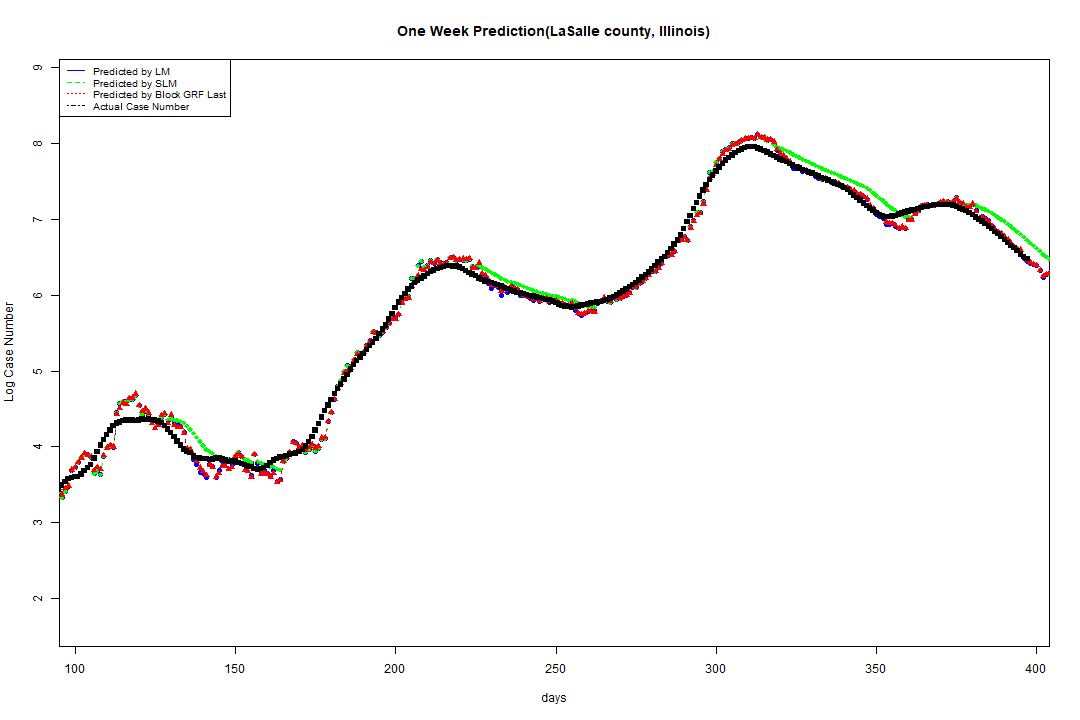 One Week Prediction(LaSalle county, Illinois)
Predicted by LM
Predicted by SLM
Predicted by Block GRF Last
Actual Case Number
Log Case Number
9
8
7
6
5
4
3
2
100 150 200 250 300 350 400
days